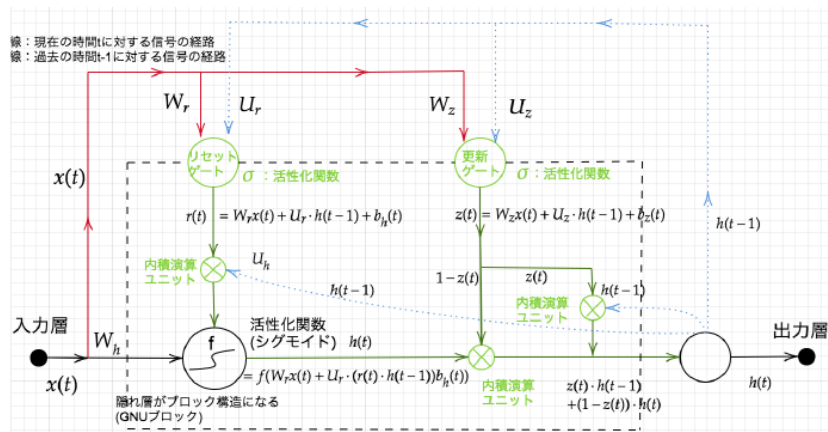 線：現在の時間tに対する信号の経路
線：過去の時間t-1に対する信号の経路
W_r
U_r
W_z
U_z
リセット
ゲート
σ：活性化関数
更新
ゲート
σ：活性化関数
x(t)
r(t) = W_r x(t)+U_r·h(t−1)+b_h(t)
z(t) = W_z x(t)+U_z·h(t−1)+b_z(t)
h(t−1)
内積演算
ユニット
U_h
h(t−1)
1−z(t)
z(t)
h(t−1)
内積演算
ユニット
入力層
W_h
x(t)
f
活性化関数
(シグモイド)
h(t)
= f(W_r x(t)+U_r·(r(t)·h(t−1))b_h(t))
隠れ層がブロック構造になる
(GNUブロック)
内積演算
ユニット
z(t)·h(t−1)
+(1−z(t))·h(t)
出力層
h(t)